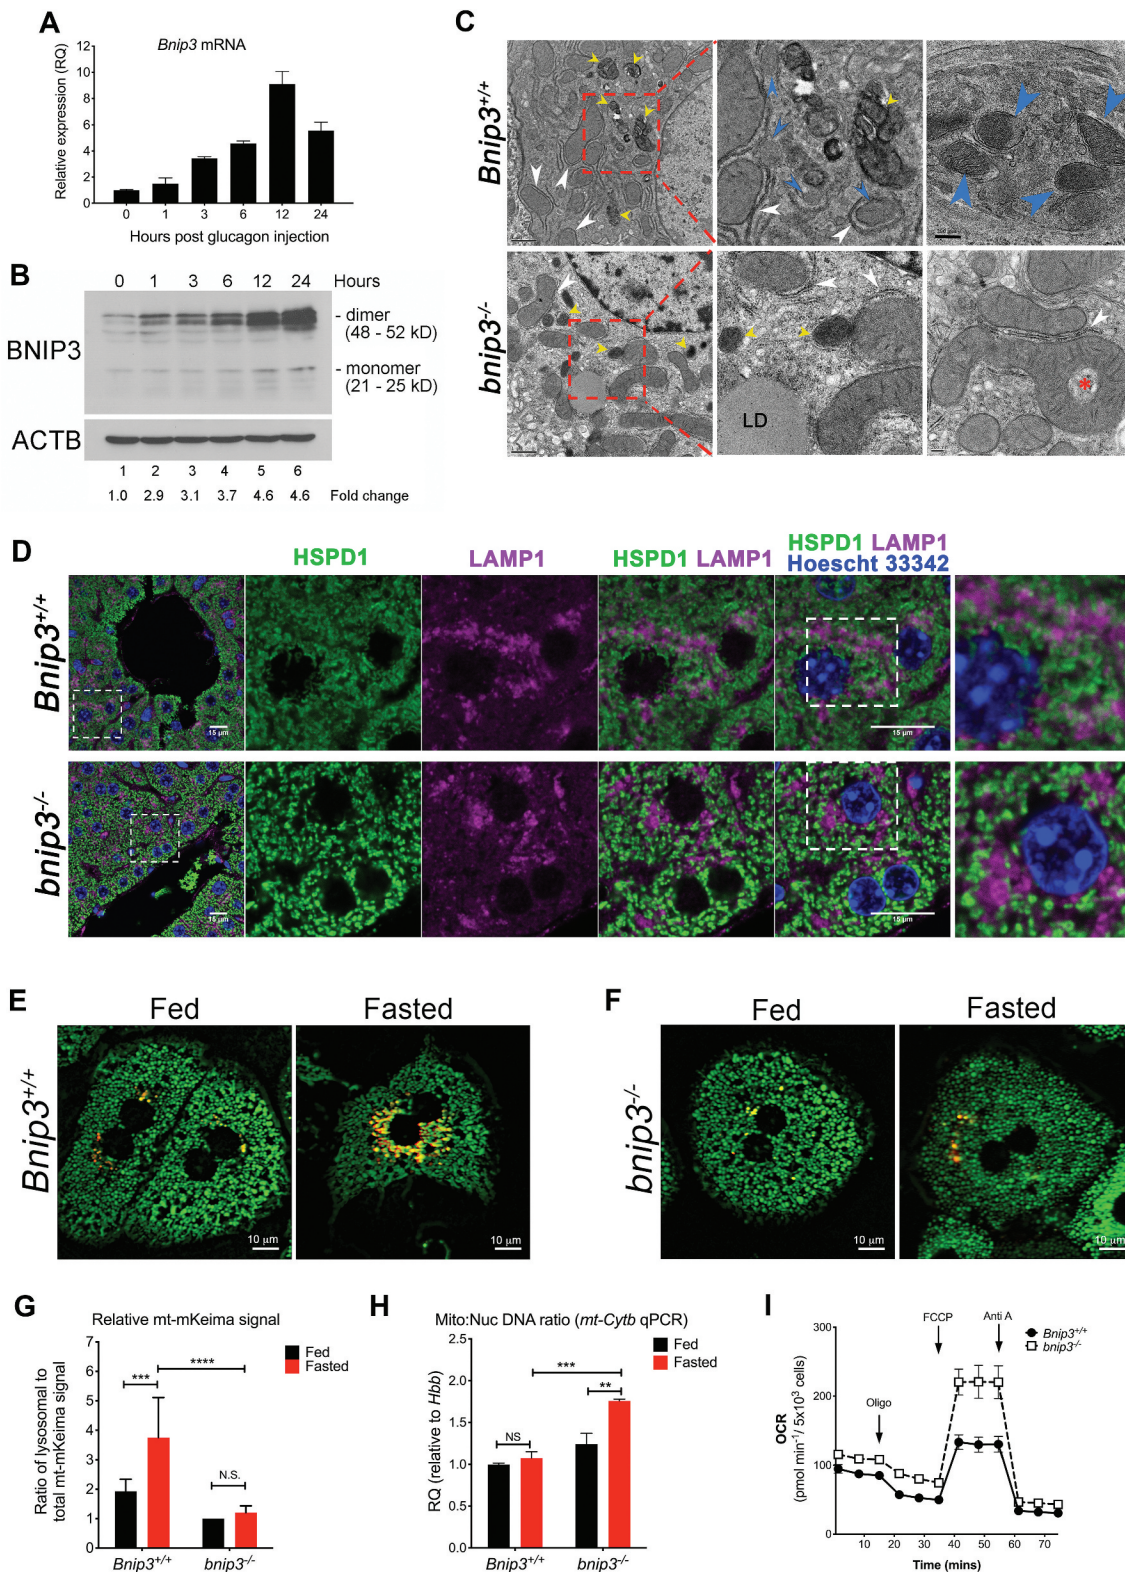 A
Bnip3 mRNA
Relative expression (RQ)
12
10
8
6
4
2
0
0 1 3 6 12 24
Hours post glucagon injection
B
0 1 3 6 12 24 Hours
BNIP3
- dimer
(48 - 52 kD)
- monomer
(21 - 25 kD)
ACTB
1 2 3 4 5 6
1.0 2.9 3.1 3.7 4.6 4.6 Fold change
C
Bnip3+/+
bnip3-/-
LD
*
D
HSPD1
LAMP1
HSPD1 LAMP1
HSPD1 LAMP1
Hoescht 33342
Bnip3+/+
15 µm
15 µm
bnip3-/-
15 µm
15 µm
E
Fed
Fasted
Bnip3+/+
10 µm
10 µm
F
Fed
Fasted
bnip3-/-
10 µm
10 µm
G
Relative mt-mKeima signal
Ratio of lysosomal to
total mt-mKeima signal
7
6
5
4
3
2
1
0
Fed
Fasted
***
****
N.S.
Bnip3+/+
bnip3-/-
H
Mito:Nuc DNA ratio (mt-Cytb qPCR)
RQ (relative to Hbb)
2.5
2.0
1.5
1.0
0.5
0.0
Fed
Fasted
NS
***
**
Bnip3+/+
bnip3-/-
I
OCR
(pmol min-1/ 5x10³ cells)
300
200
100
0
Oligo
FCCP
Anti A
Bnip3+/+
bnip3-/-
10 20 30 40 50 60 70
Time (mins)